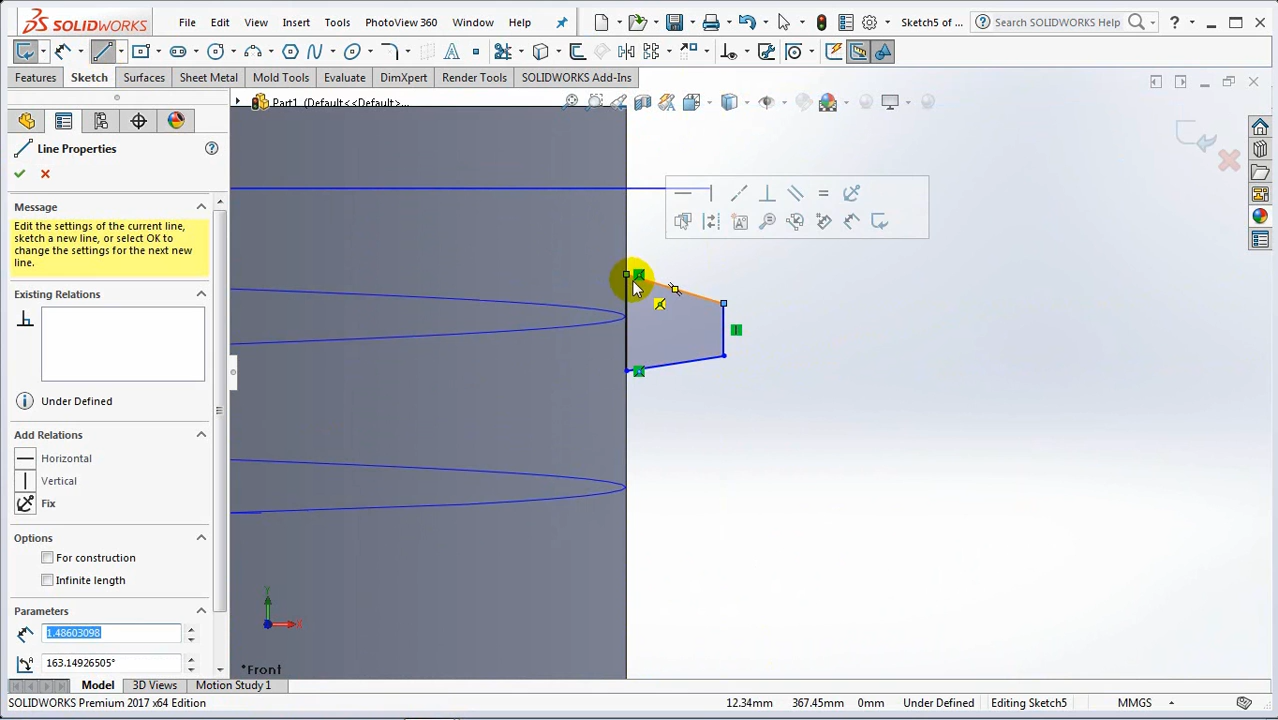 SOLIDWORKS File Edit View Insert Tools PhotoView 360 Window Help Sketch5 of ... Search SOLIDWORKS Help ?
Features Sketch Surfaces Sheet Metal Mold Tools Evaluate DimXpert Render Tools SOLIDWORKS Add-Ins
Part1 (Default<<Default>...
Line Properties
Message
Edit the settings of the current line, sketch a new line, or select OK to change the settings for the next new line.
Existing Relations
Under Defined
Add Relations
Horizontal
Vertical
Fix
Options
For construction
Infinite length
Parameters
1.48603098
163.14926505°
Y
X
*Front
Model 3D Views Motion Study 1
SOLIDWORKS Premium 2017 x64 Edition 12.34mm 367.45mm 0mm Under Defined Editing Sketch5 MMGS